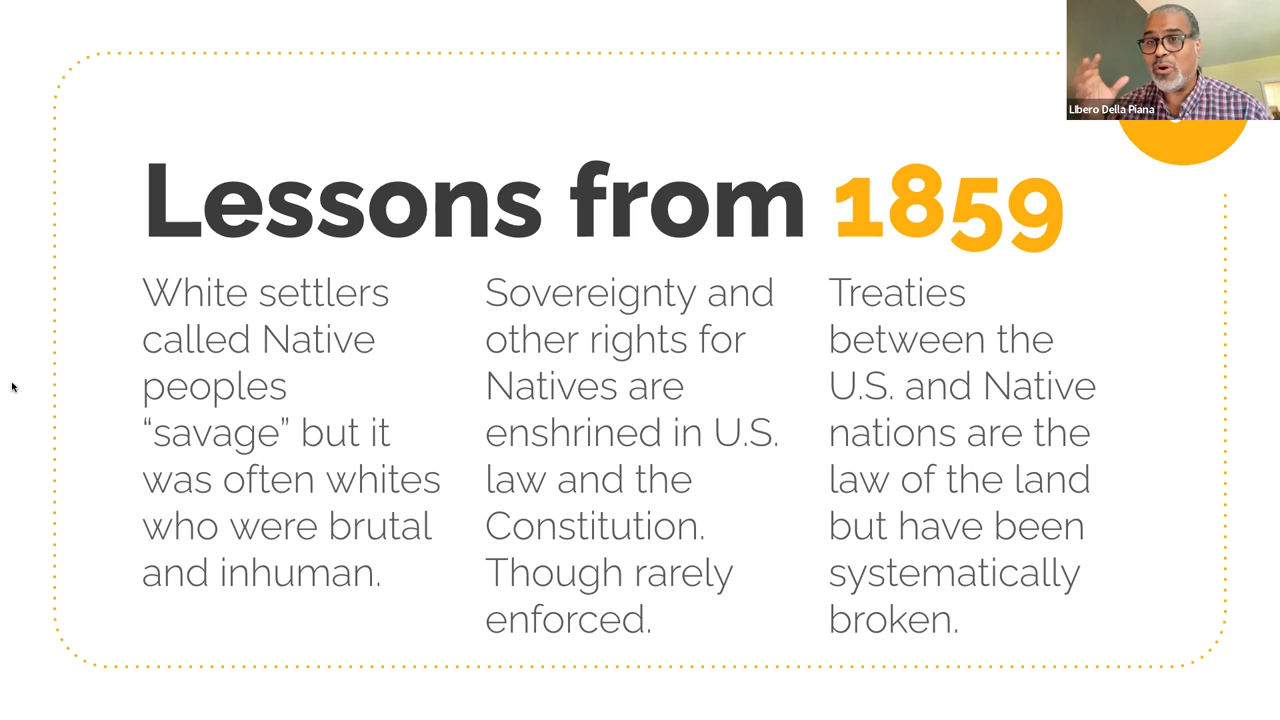 LIbero Della Piana
Lessons from 1859
White settlers
called Native
peoples
“savage” but it
was often whites
who were brutal
and inhuman.
Sovereignty and
other rights for
Natives are
enshrined in U.S.
law and the
Constitution.
Though rarely
enforced.
Treaties
between the
U.S. and Native
nations are the
law of the land
but have been
systematically
broken.